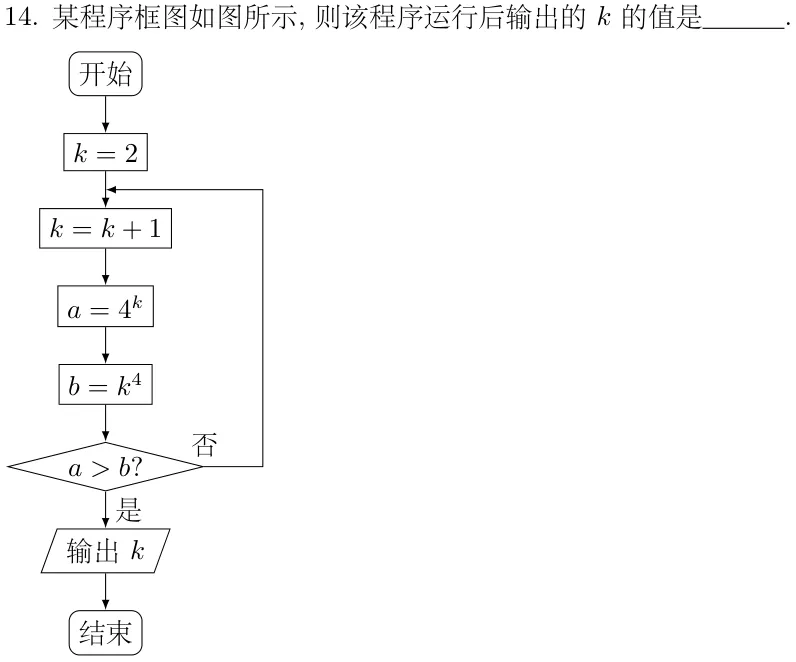 14. 某程序框图如图所示, 则该程序运行后输出的 k 的值是______.
开始
k = 2
k = k + 1
a = 4^k
b = k^4
否
a > b?
是
输出 k
结束